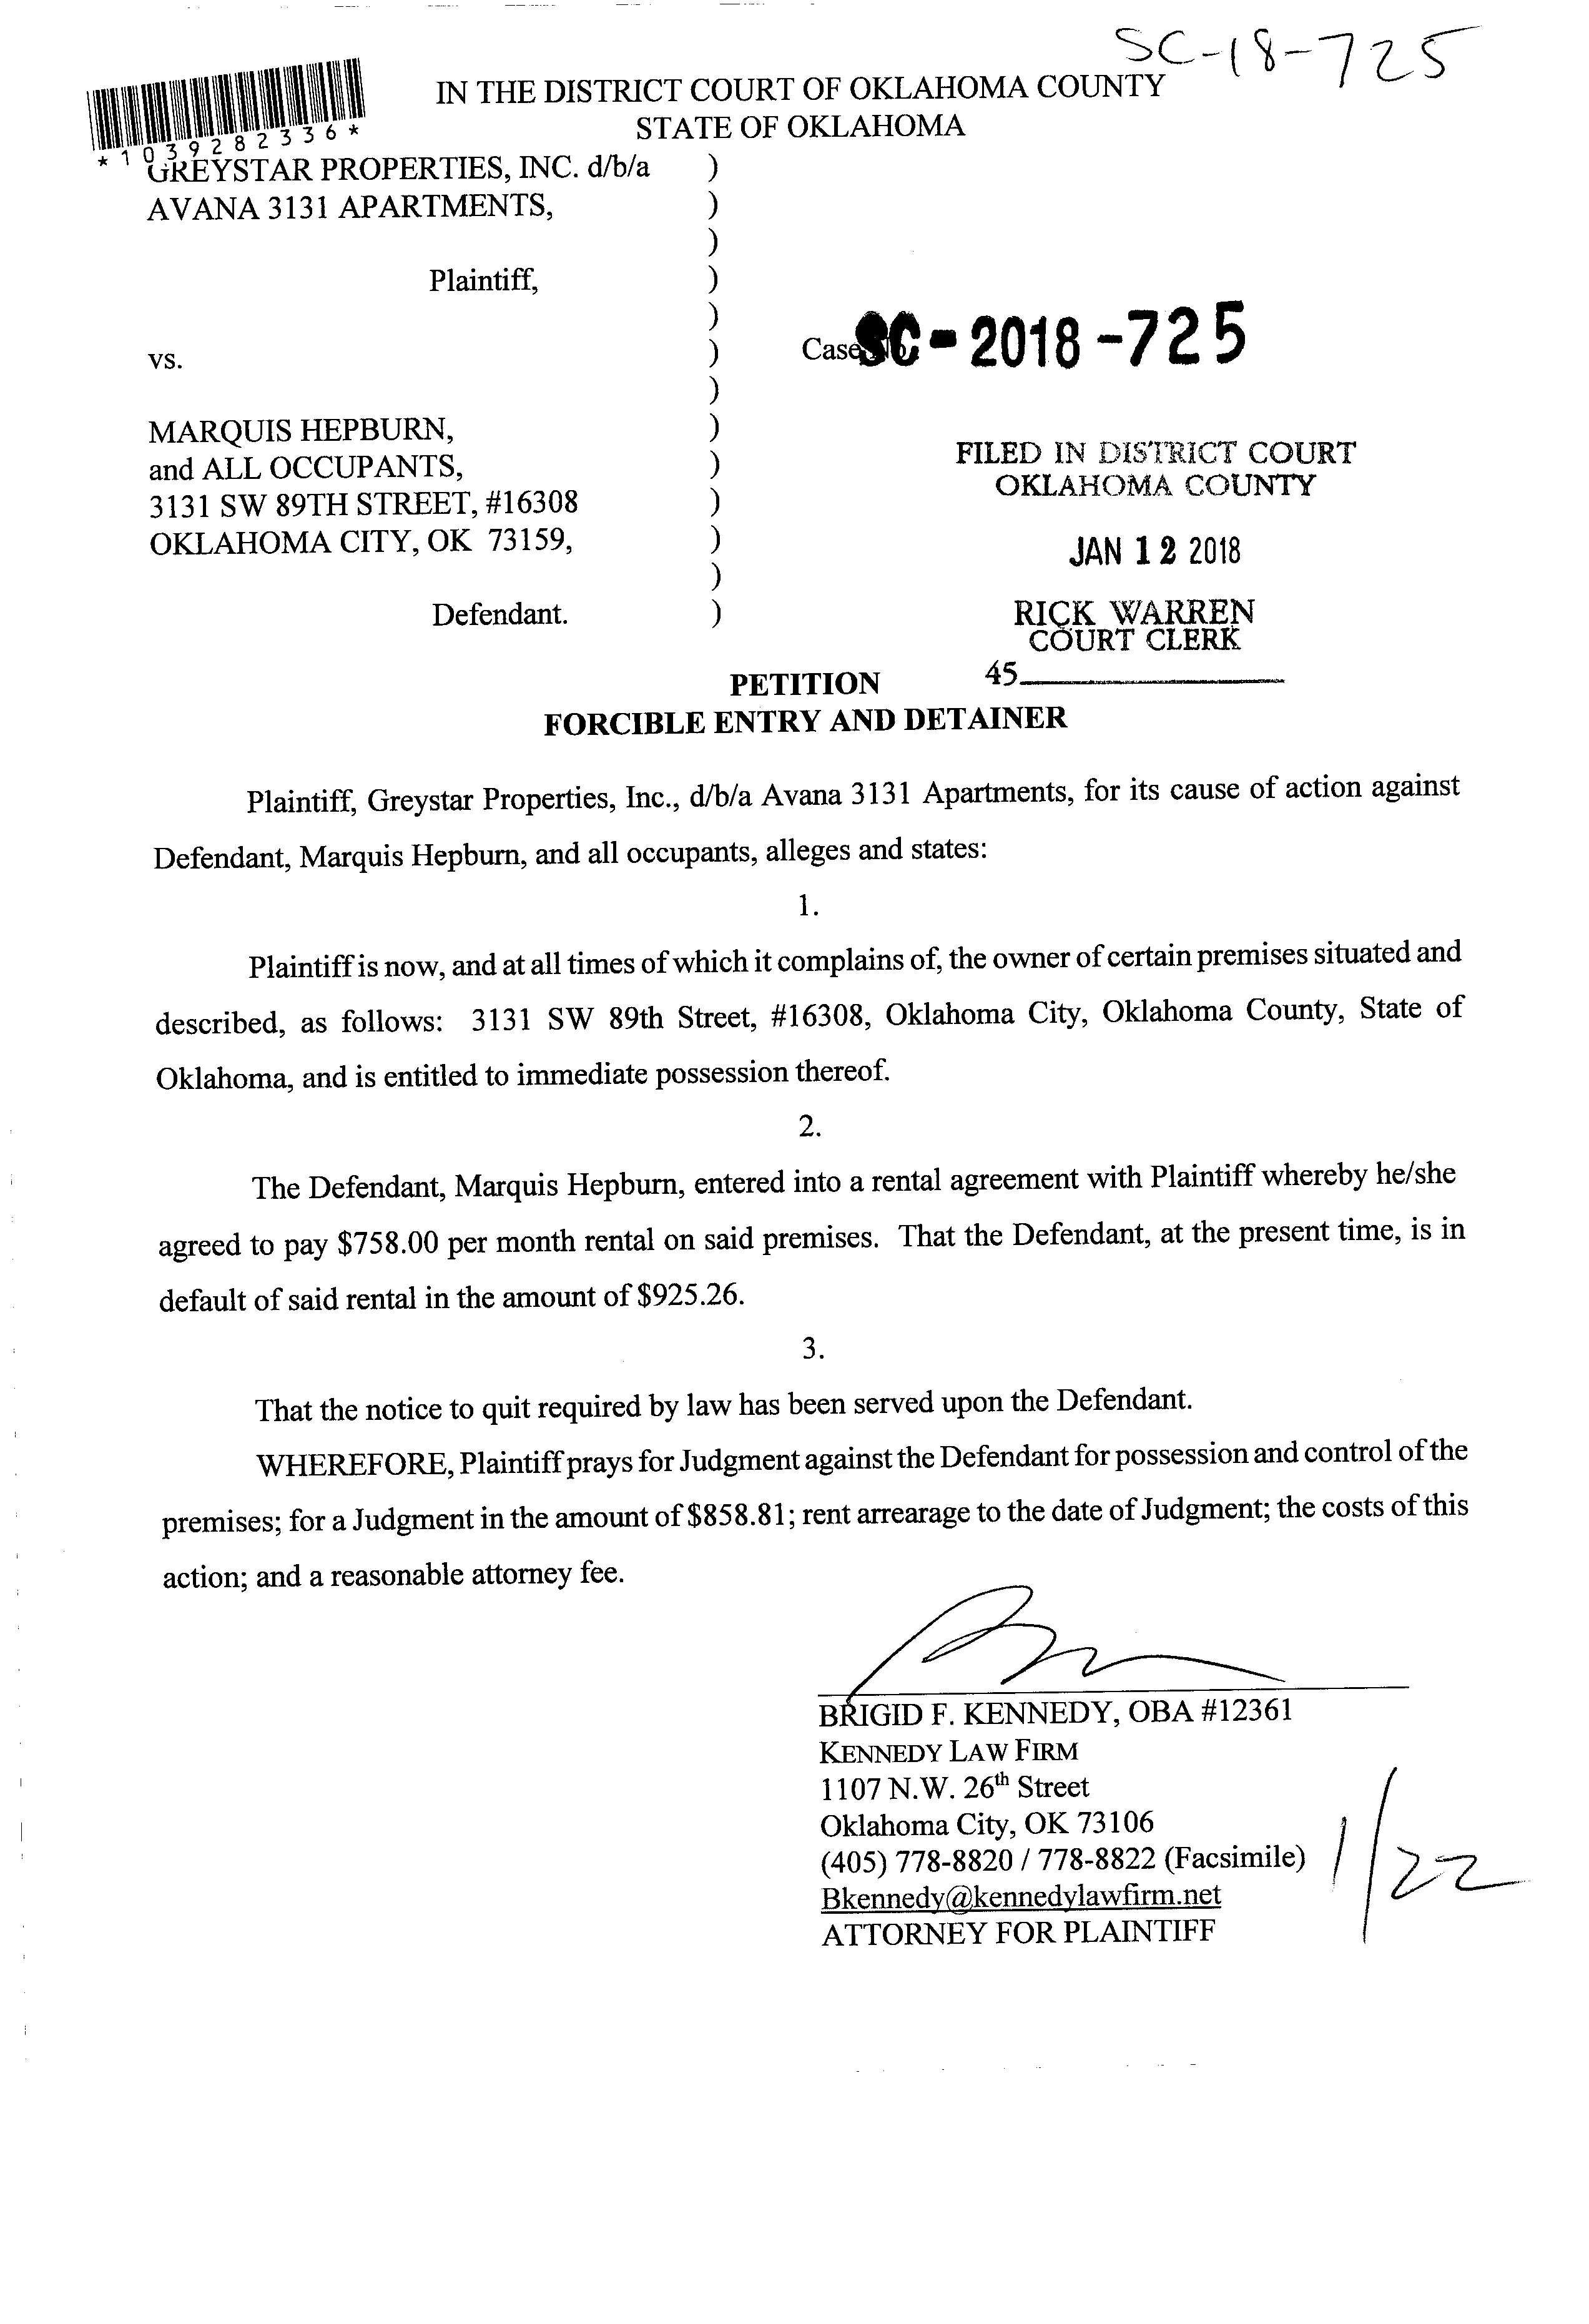 SC-18-725
*1039282336*
IN THE DISTRICT COURT OF OKLAHOMA COUNTY
STATE OF OKLAHOMA
GREYSTAR PROPERTIES, INC. d/b/a )
AVANA 3131 APARTMENTS, )
)
Plaintiff, )
)
vs. ) Case No. SC-2018-725
)
MARQUIS HEPBURN, )
and ALL OCCUPANTS, )
3131 SW 89TH STREET, #16308 )
OKLAHOMA CITY, OK 73159, )
)
Defendant. )
FILED IN DISTRICT COURT
OKLAHOMA COUNTY
JAN 12 2018
RICK WARREN
COURT CLERK
45
PETITION
FORCIBLE ENTRY AND DETAINER
Plaintiff, Greystar Properties, Inc., d/b/a Avana 3131 Apartments, for its cause of action against
Defendant, Marquis Hepburn, and all occupants, alleges and states:
1.
Plaintiff is now, and at all times of which it complains of, the owner of certain premises situated and
described, as follows: 3131 SW 89th Street, #16308, Oklahoma City, Oklahoma County, State of
Oklahoma, and is entitled to immediate possession thereof.
2.
The Defendant, Marquis Hepburn, entered into a rental agreement with Plaintiff whereby he/she
agreed to pay $758.00 per month rental on said premises. That the Defendant, at the present time, is in
default of said rental in the amount of $925.26.
3.
That the notice to quit required by law has been served upon the Defendant.
WHEREFORE, Plaintiff prays for Judgment against the Defendant for possession and control of the
premises; for a Judgment in the amount of $858.81; rent arrearage to the date of Judgment; the costs of this
action; and a reasonable attorney fee.
BRIGID F. KENNEDY, OBA #12361
KENNEDY LAW FIRM
1107 N.W. 26th Street
Oklahoma City, OK 73106
(405) 778-8820 / 778-8822 (Facsimile)
Bkennedy@kennedylawfirm.net
ATTORNEY FOR PLAINTIFF
1/22